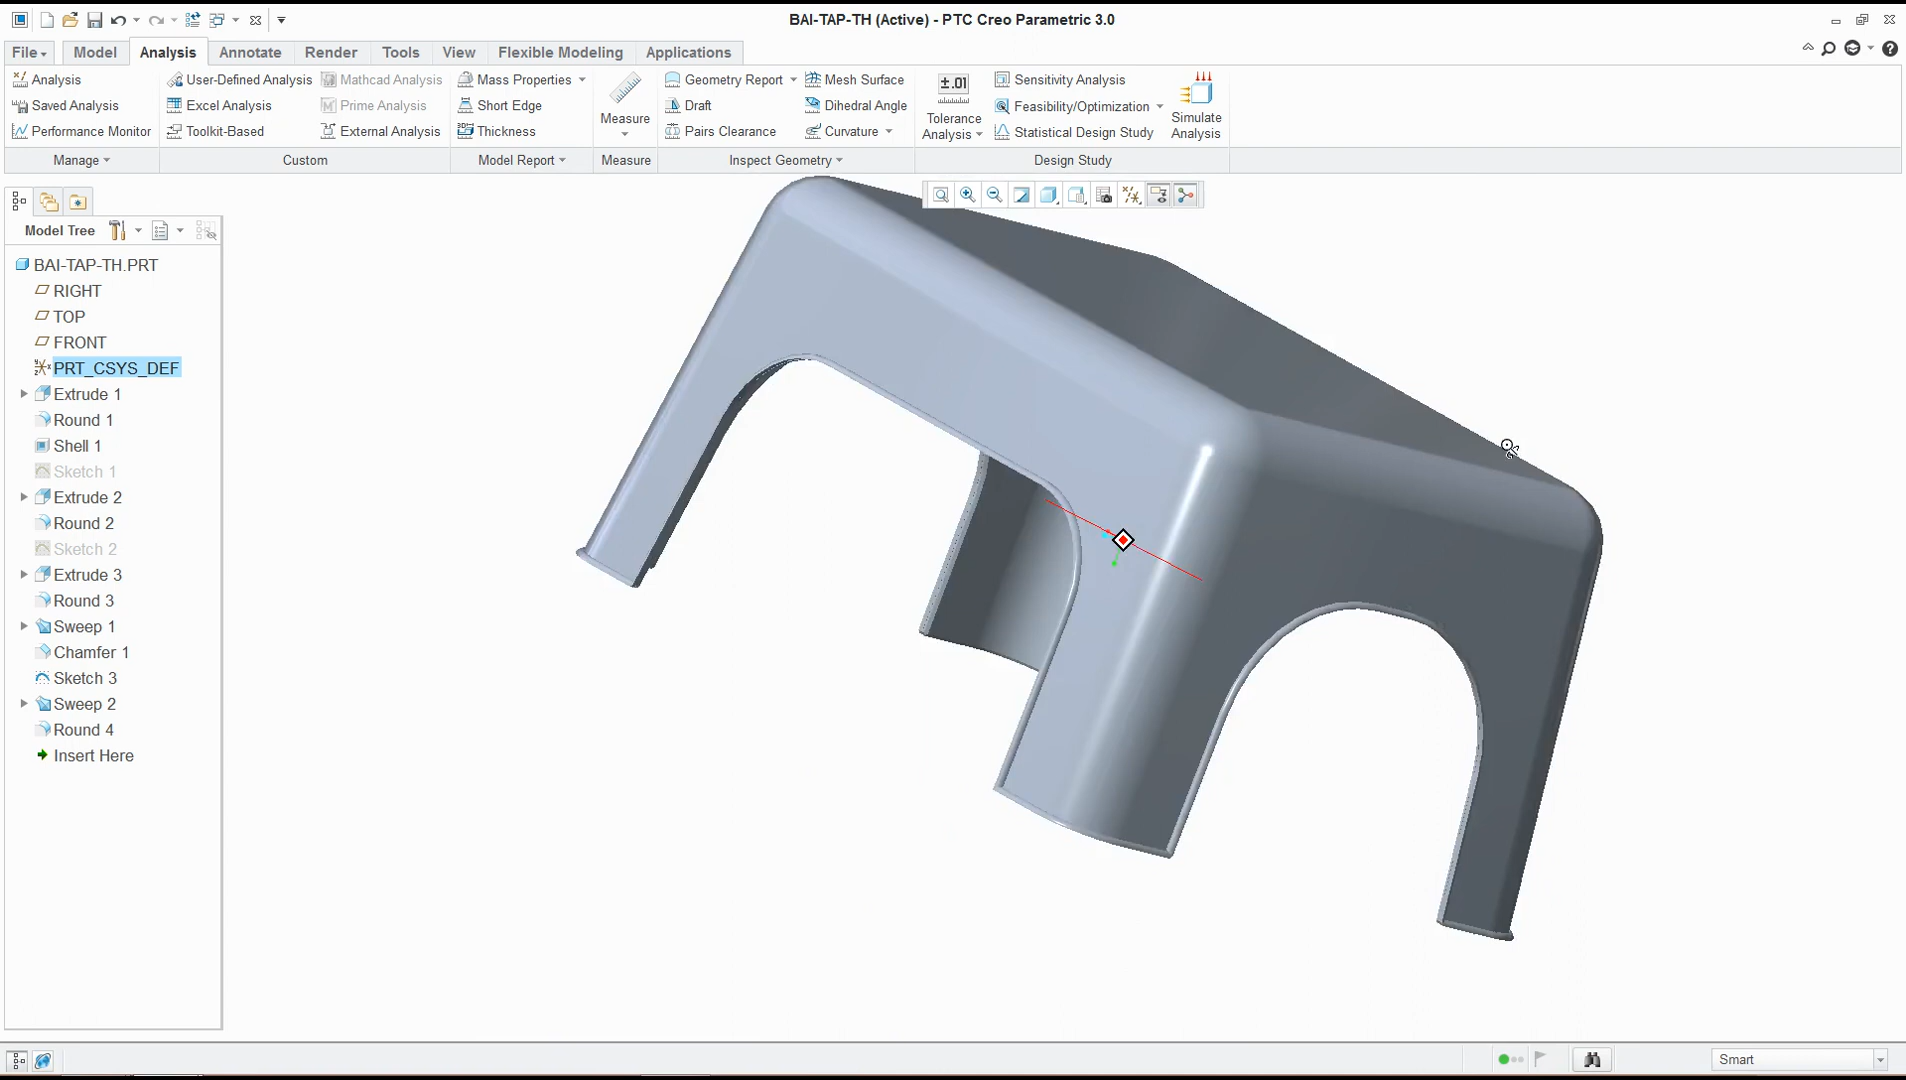 BAI-TAP-TH (Active) - PTC Creo Parametric 3.0
File Model Analysis Annotate Render Tools View Flexible Modeling Applications
Analysis User-Defined Analysis Mathcad Analysis Mass Properties Geometry Report Mesh Surface ±.01 Sensitivity Analysis
Saved Analysis Excel Analysis Prime Analysis Short Edge Draft Dihedral Angle Feasibility/Optimization
Performance Monitor Toolkit-Based External Analysis Thickness Measure Pairs Clearance Curvature Tolerance Analysis Statistical Design Study Simulate Analysis
Manage Custom Model Report Measure Inspect Geometry Design Study
Model Tree
BAI-TAP-TH.PRT
RIGHT
TOP
FRONT
PRT_CSYS_DEF
Extrude 1
Round 1
Shell 1
Sketch 1
Extrude 2
Round 2
Sketch 2
Extrude 3
Round 3
Sweep 1
Chamfer 1
Sketch 3
Sweep 2
Round 4
Insert Here
Smart